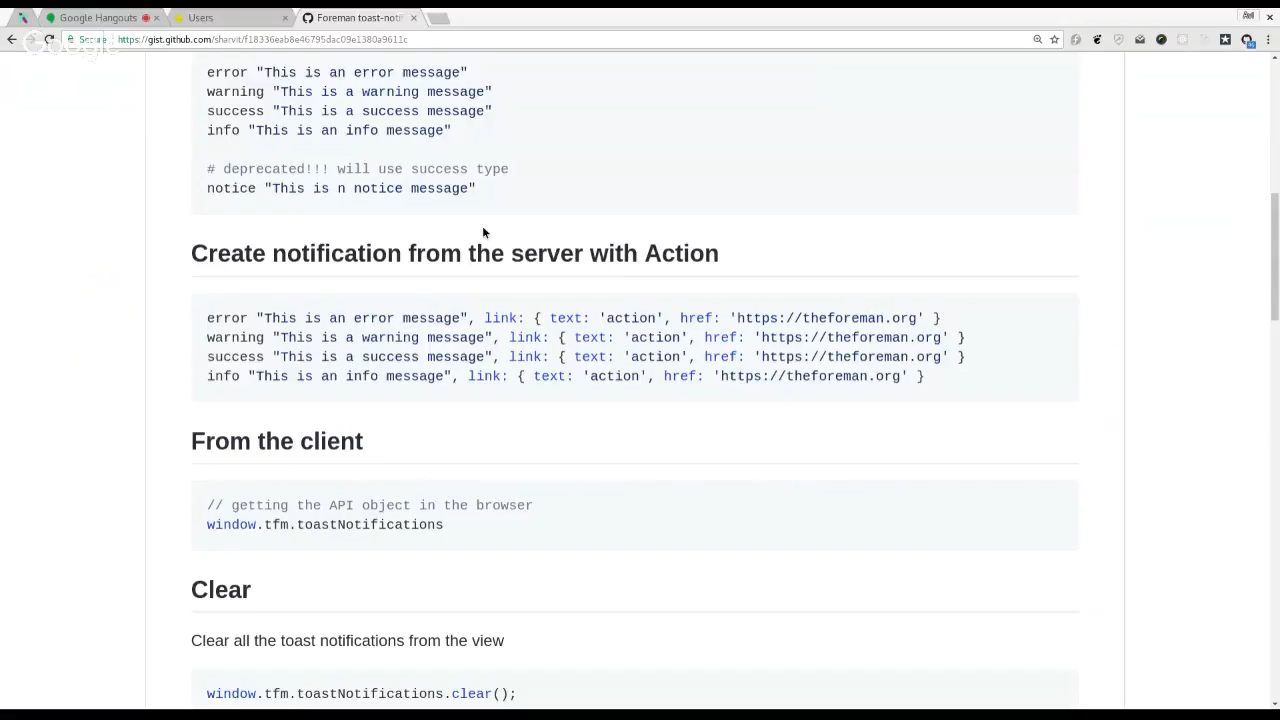 Google Hangouts
Users
Foreman toast-noti
Secure
https://gist.github.com/sharvit/f18336eab8e46795dac09e1380a9611c
Google
error "This is an error message"
warning "This is a warning message"
success "This is a success message"
info "This is an info message"
# deprecated!!! will use success type
notice "This is n notice message"
Create notification from the server with Action
error "This is an error message", link: { text: 'action', href: 'https://theforeman.org' }
warning "This is a warning message", link: { text: 'action', href: 'https://theforeman.org' }
success "This is a success message", link: { text: 'action', href: 'https://theforeman.org' }
info "This is an info message", link: { text: 'action', href: 'https://theforeman.org' }
From the client
// getting the API object in the browser
window.tfm.toastNotifications
Clear
Clear all the toast notifications from the view
window.tfm.toastNotifications.clear();